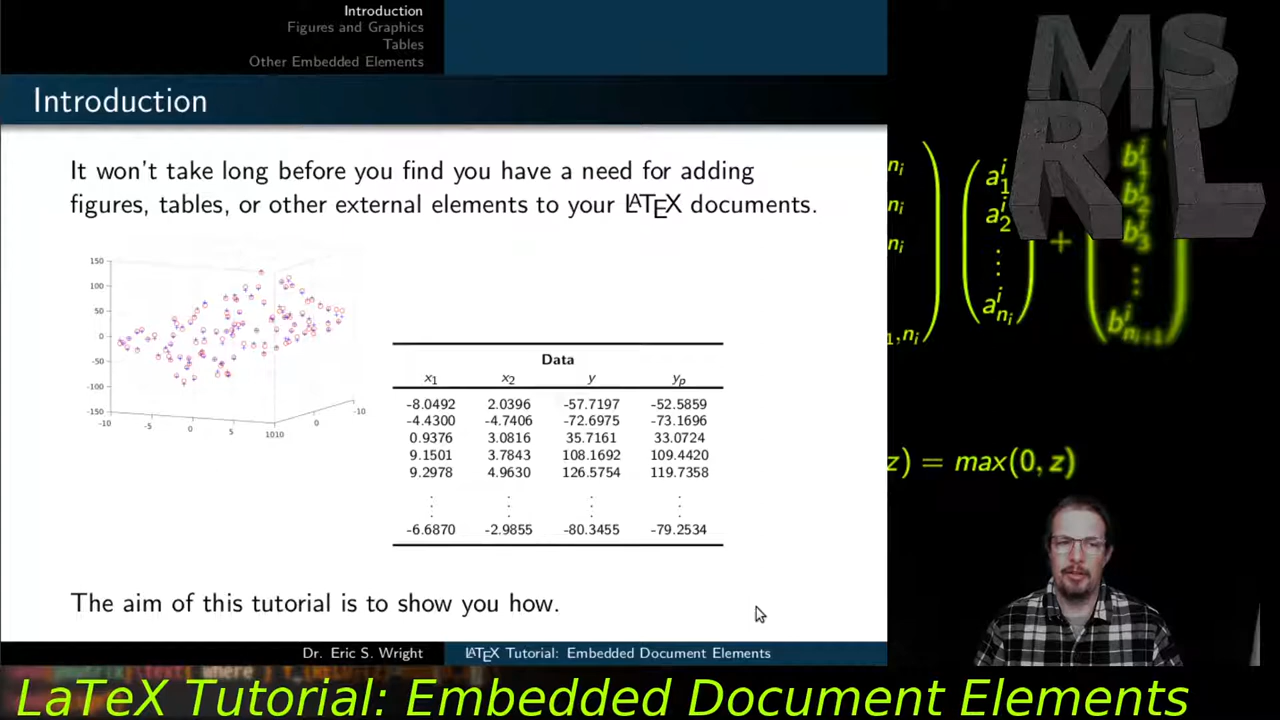 Introduction
Figures and Graphics
Tables
Other Embedded Elements
Introduction
It won't take long before you find you have a need for adding
figures, tables, or other external elements to your LATEX documents.
150
100
50
0
-50
-100
-150
-10
-5
0
5
1010
0
-10
Data
x1 x2 y yp
-8.0492 2.0396 -57.7197 -52.5859
-4.4300 -4.7406 -72.6975 -73.1696
0.9376 3.0816 35.7161 33.0724
9.1501 3.7843 108.1692 109.4420
9.2978 4.9630 126.5754 119.7358
⋮ ⋮ ⋮ ⋮
-6.6870 -2.9855 -80.3455 -79.2534
The aim of this tutorial is to show you how.
Dr. Eric S. Wright
LATEX Tutorial: Embedded Document Elements
MS
RL
z) = max(0, z)
LaTeX Tutorial: Embedded Document Elements